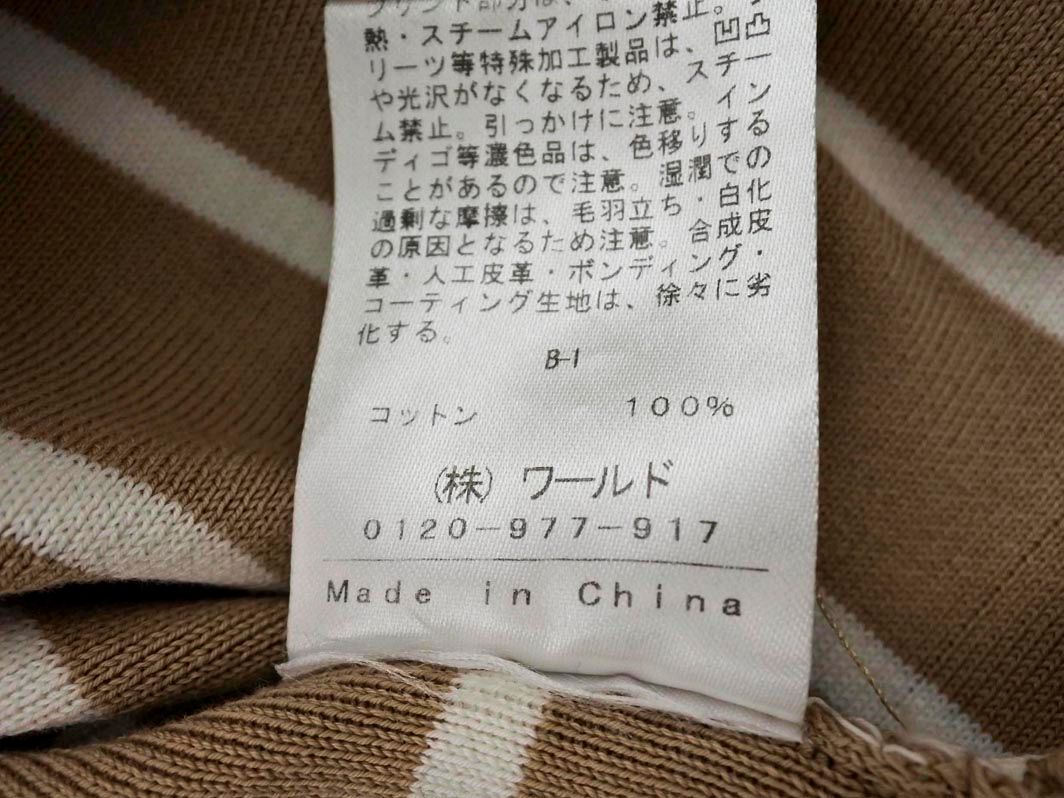 熱・スチームアイロン禁止。
リーツ等特殊加工製品は、凹凸
や光沢がなくなるため、スチー
ム禁止。引っかけに注意。イン
ディゴ等濃色品は、色移りする
ことがあるので注意。湿潤での
過剰な摩擦は、毛羽立ち・白化
の原因となるため注意。合成皮
革・人工皮革・ボンディング・
コーティング生地は、徐々に劣
化する。
B-1
コットン 100%
(株) ワールド
0120-977-917
Made in China